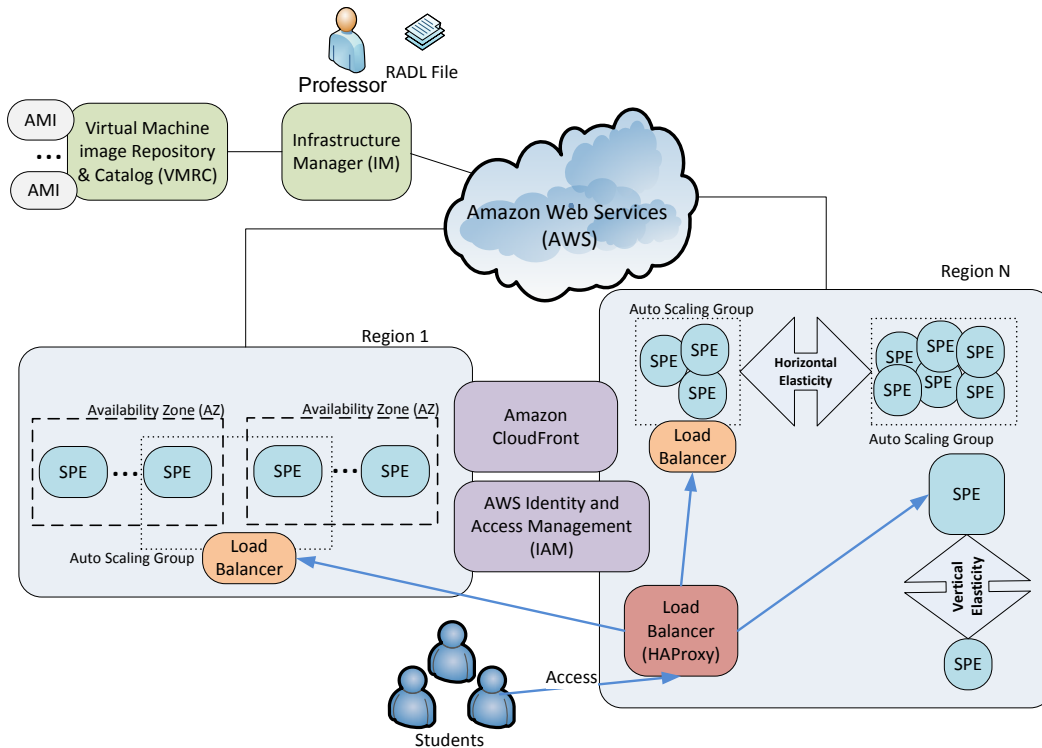 Professor
RADL File
AMI
...
AMI
Virtual Machine
image Repository
& Catalog (VMRC)
Infrastructure
Manager (IM)
Amazon Web Services
(AWS)
Region N
Region 1
Availability Zone (AZ)
Availability Zone (AZ)
SPE
...
SPE
SPE
...
SPE
Auto Scaling Group
Load
Balancer
Amazon
CloudFront
AWS Identity and
Access Management
(IAM)
Auto Scaling Group
SPE
SPE
SPE
Load
Balancer
Horizontal
Elasticity
SPE
SPE
SPE
SPE
SPE
SPE
Auto Scaling Group
SPE
Vertical
Elasticity
SPE
Load
Balancer
(HAProxy)
Access
Students